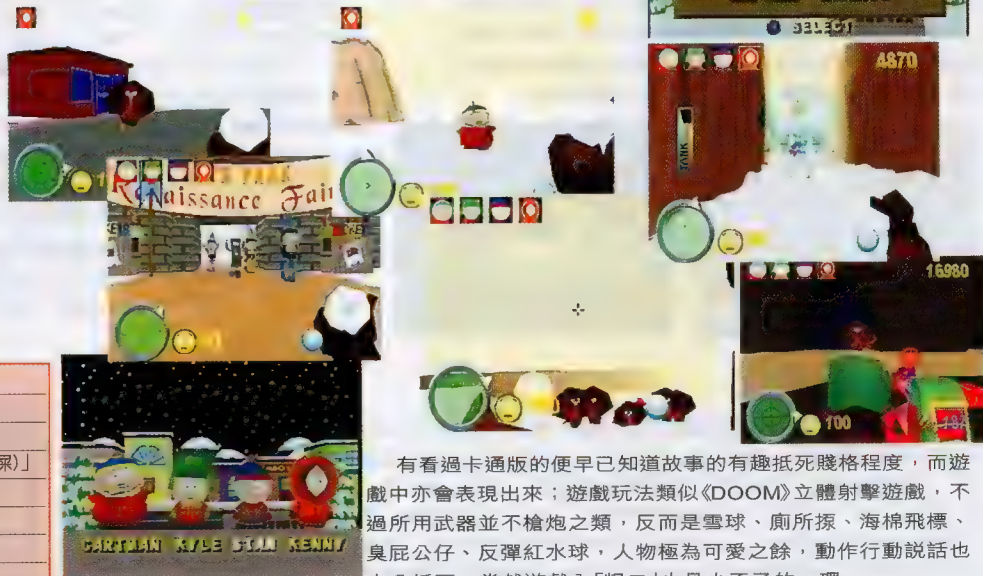 SELECT
4870
TANK
Renaissance Fair
16980
100
CARTMAN KYLE STAN KENNY
有看過卡通版的便早已知道故事的有趣抵死賤格程度，而遊
戲中亦會表現出來；遊戲玩法類似《DOOM》立體射擊遊戲，不
過所用武器並不槍炮之類，反而是雪球、廁所揼、海棉飛標、
臭屁公仔、反彈紅水球，人物極為可愛之餘，動作行動説話也